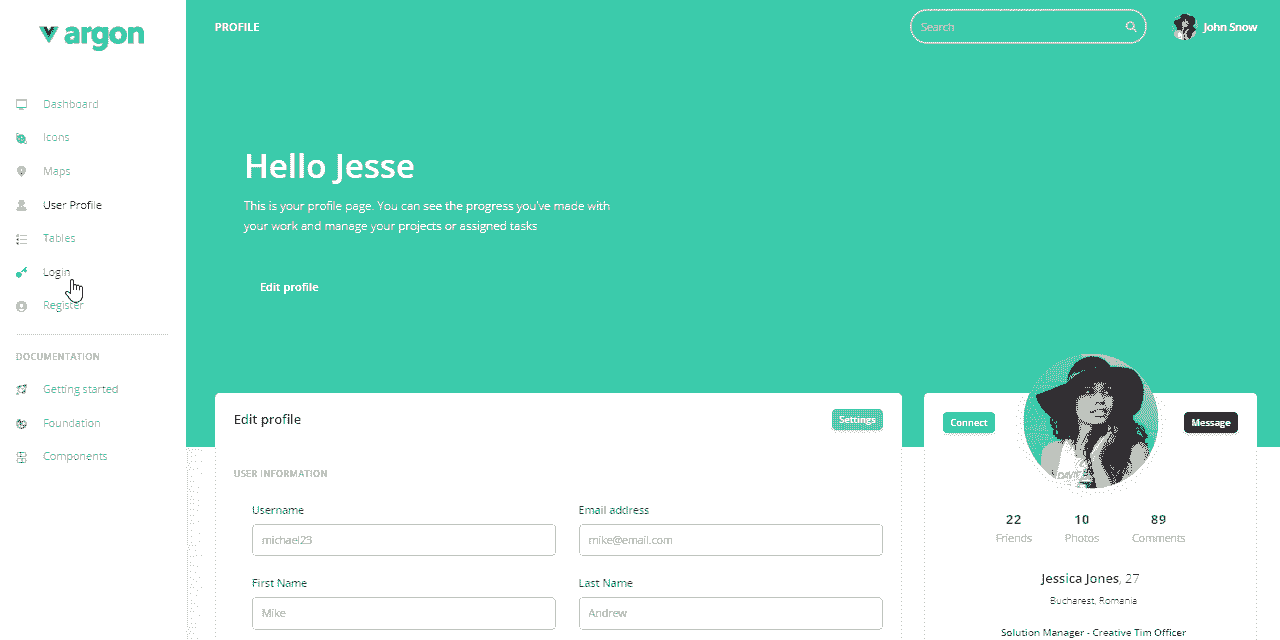 argon
Dashboard
Icons
Maps
User Profile
Tables
Login
Register
DOCUMENTATION
Getting started
Foundation
Components
PROFILE
Search
John Snow
Hello Jesse
This is your profile page. You can see the progress you've made with
your work and manage your projects or assigned tasks
Edit profile
Edit profile
Settings
USER INFORMATION
Username
Email address
michael23
mike@email.com
First Name
Last Name
Mike
Andrew
Connect
Message
22
10
89
Friends
Photos
Comments
Jessica Jones, 27
Bucharest, Romania
Solution Manager - Creative Tim Officer